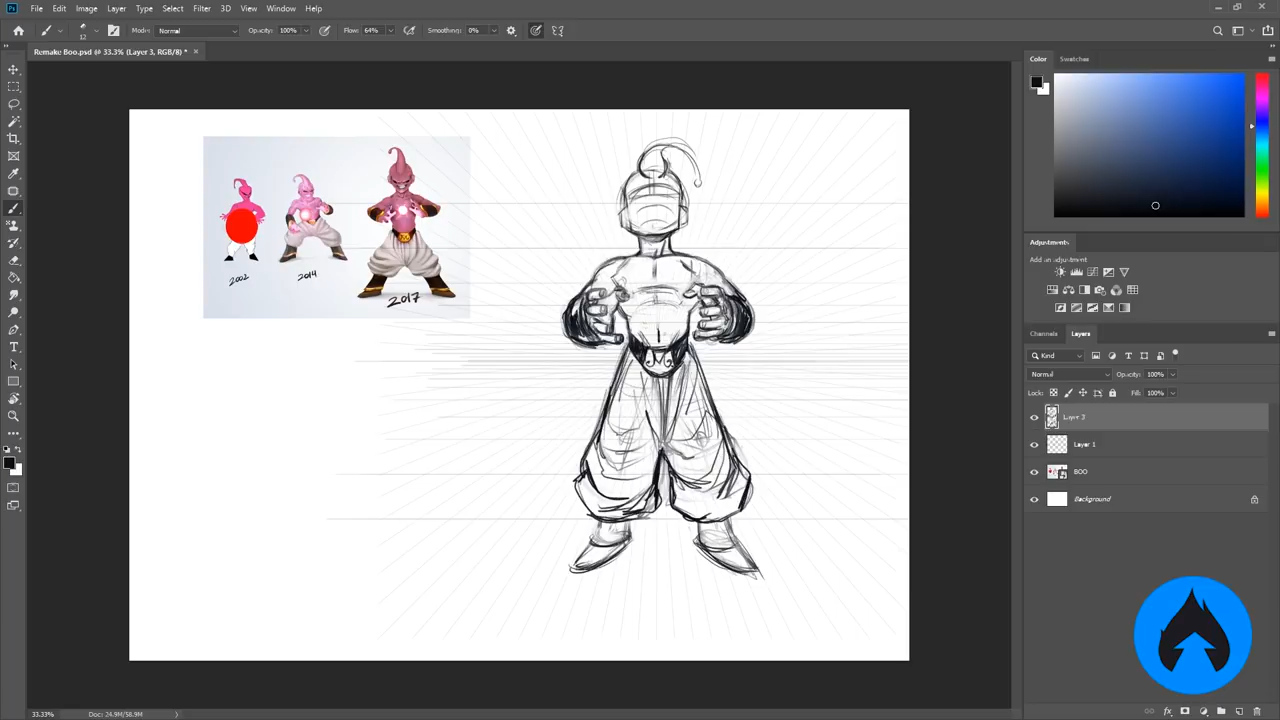 Ps File Edit Image Layer Type Select Filter 3D View Window Help
12 Mode: Normal Opacity: 100% Flow: 64% Smoothing: 0%
Remake Boo.psd @ 33.3% (Layer 3, RGB/8) * ×
Color Swatches
Adjustments
Add an adjustment
Channels Layers
Kind
Normal Opacity: 100%
Lock: Fill: 100%
Layer 3
Layer 1
BOO
Background
2002
2014
2017
M
33.33% Doc: 24.9M/58.9M
fx